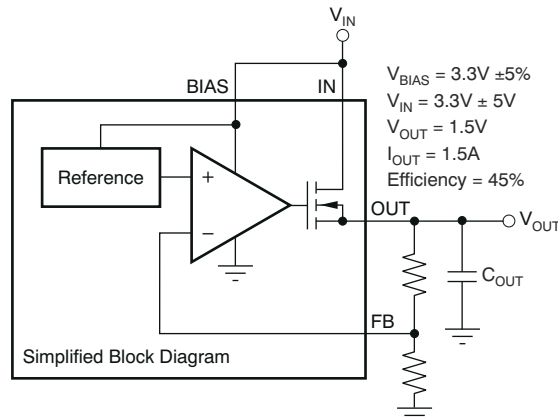 V_IN
BIAS
IN
V_BIAS = 3.3V ±5%
V_IN = 3.3V ± 5V
V_OUT = 1.5V
I_OUT = 1.5A
Efficiency = 45%
Reference
+
−
OUT
V_OUT
C_OUT
FB
Simplified Block Diagram